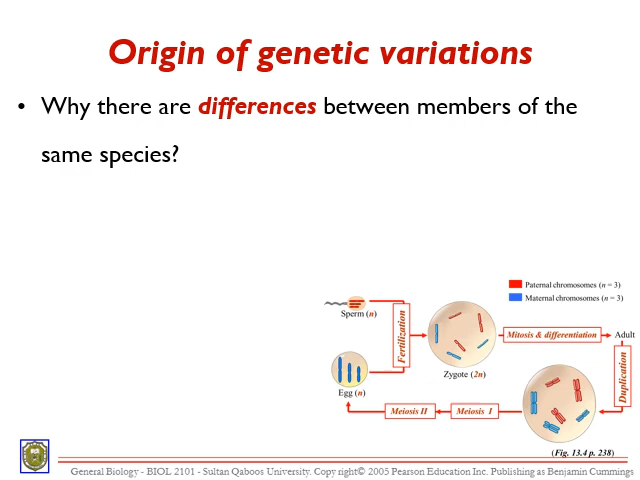 Origin of genetic variations
• Why there are differences between members of the
same species?
Paternal chromosomes (n = 3)
Maternal chromosomes (n = 3)
Sperm (n)
Fertilization
Mitosis & differentiation
Adult
Zygote (2n)
Duplication
Egg (n)
Meiosis II
Meiosis I
(Fig. 13.4 p. 238)
General Biology - BIOL 2101 - Sultan Qaboos University. Copy right© 2005 Pearson Education Inc. Publishing as Benjamin Cummings